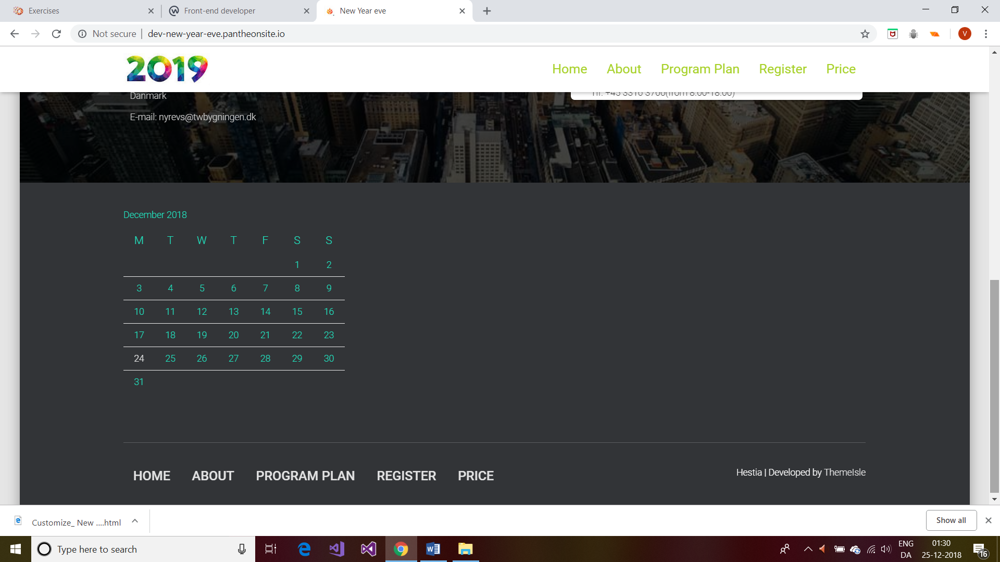 Exercises
Front-end developer
New Year eve
Not secure
dev-new-year-eve.pantheonsite.io
V
2019
Home
About
Program Plan
Register
Price
Danmark
nr. +45 3316 3700(from 8.00-18.00)
E-mail: nyrevs@twbygningen.dk
December 2018
M T W T F S S
1 2
3 4 5 6 7 8 9
10 11 12 13 14 15 16
17 18 19 20 21 22 23
24 25 26 27 28 29 30
31
HOME
ABOUT
PROGRAM PLAN
REGISTER
PRICE
Hestia | Developed by ThemeIsle
Customize_ New ....html
Show all
Type here to search
ENG
DA
01:30
25-12-2018
16